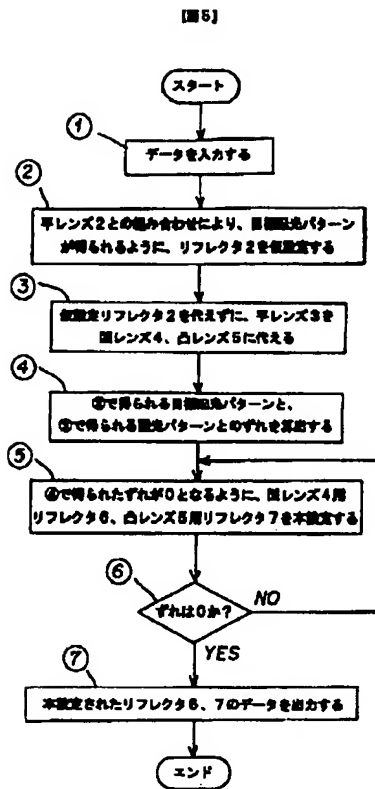 【図5】
スタート
①
データを入力する
②
平レンズ2との組み合わせにより、目標配光パターン
が得られるように、リフレクタ2を仮設定する
③
仮設定リフレクタ2を代えずに、平レンズ3を
凹レンズ4、凸レンズ5に代える
④
②で得られる目標配光パターンと、
③で得られる配光パターンとのずれを算出する
⑤
④で得られたずれが0となるように、凹レンズ4用
リフレクタ6、凸レンズ5用リフレクタ7を本設定する
⑥
ずれは0か?
NO
YES
⑦
本設定されたリフレクタ6、7のデータを出力する
エンド